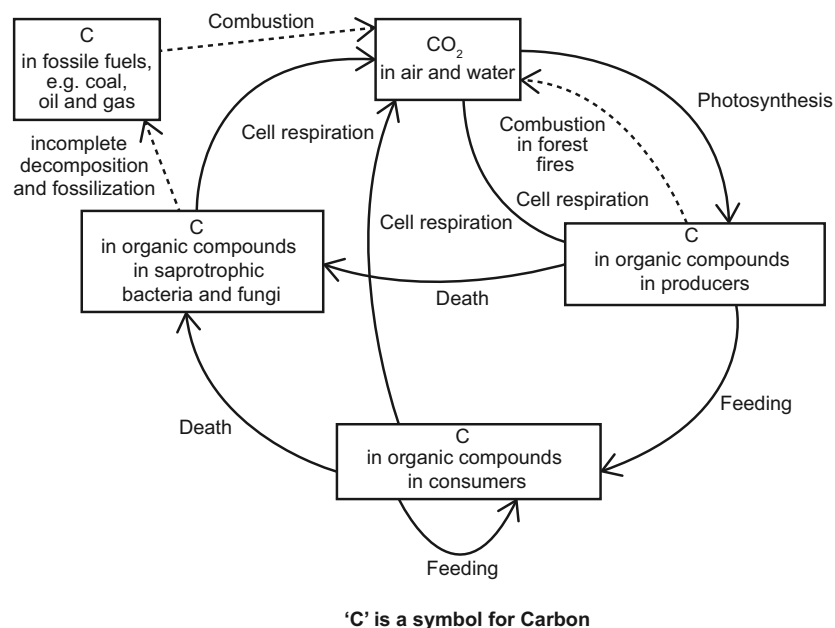 Combustion
C
in fossile fuels,
e.g. coal,
oil and gas
CO₂
in air and water
Photosynthesis
Cell respiration
Combustion
in forest
fires
incomplete
decomposition
and fossilization
Cell respiration
Cell respiration
C
in organic compounds
in saprotrophic
bacteria and fungi
C
in organic compounds
in producers
Death
Feeding
Death
C
in organic compounds
in consumers
Feeding
‘C’ is a symbol for Carbon